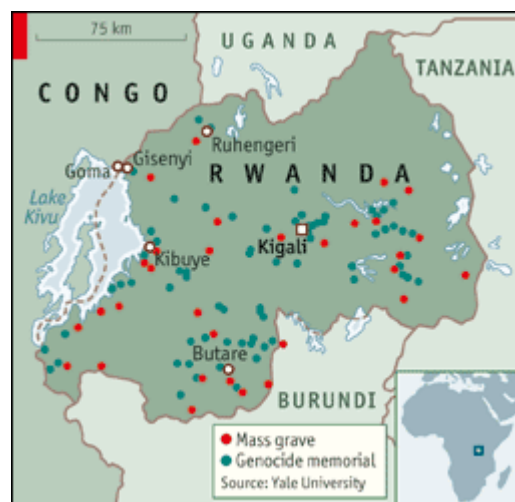 75 km
UGANDA
TANZANIA
CONGO
Ruhengeri
Goma
Gisenyi
RWANDA
Lake
Kivu
Kigali
Kibuye
Butare
BURUNDI
Mass grave
Genocide memorial
Source: Yale University